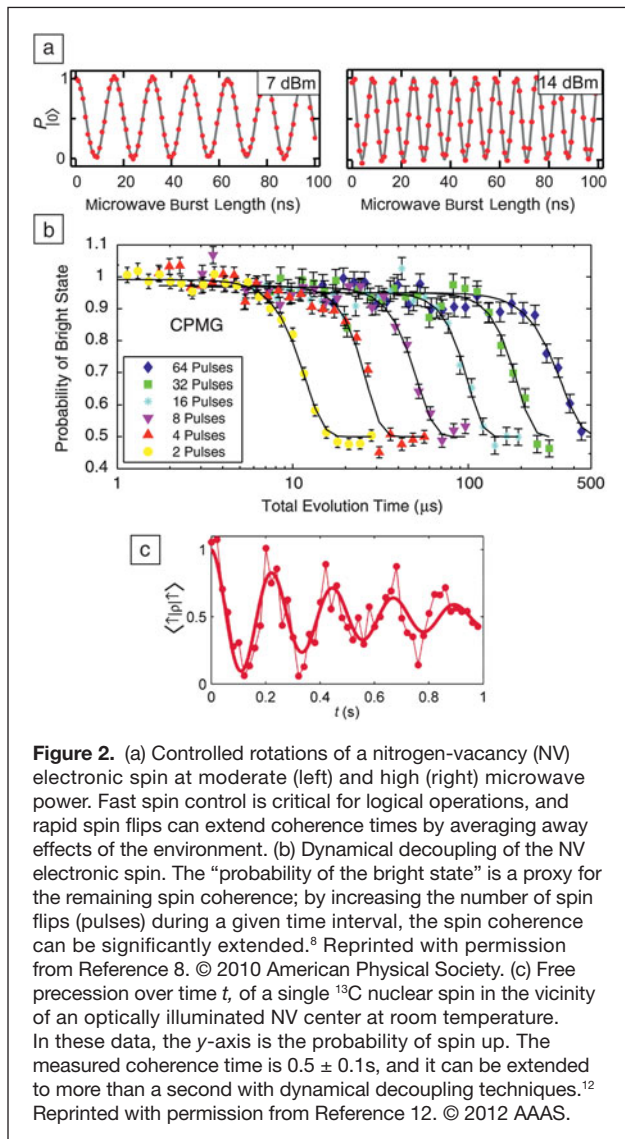 a
7 dBm
14 dBm
P|0⟩
1
0
0 20 40 60 80 100
0 20 40 60 80 100
Microwave Burst Length (ns)
Microwave Burst Length (ns)
b
Probability of Bright State
1.1
1
0.9
0.8
0.7
0.6
0.5
0.4
CPMG
64 Pulses
32 Pulses
16 Pulses
8 Pulses
4 Pulses
2 Pulses
1 10 100 500
Total Evolution Time (μs)
c
⟨↑|ρ|↑⟩
1
0.5
0
0 0.2 0.4 0.6 0.8 1
t (s)
Figure 2. (a) Controlled rotations of a nitrogen-vacancy (NV)
electronic spin at moderate (left) and high (right) microwave
power. Fast spin control is critical for logical operations, and
rapid spin flips can extend coherence times by averaging away
effects of the environment. (b) Dynamical decoupling of the NV
electronic spin. The “probability of the bright state” is a proxy for
the remaining spin coherence; by increasing the number of spin
flips (pulses) during a given time interval, the spin coherence
can be significantly extended.⁸ Reprinted with permission
from Reference 8. © 2010 American Physical Society. (c) Free
precession over time t, of a single ¹³C nuclear spin in the vicinity
of an optically illuminated NV center at room temperature.
In these data, the y-axis is the probability of spin up. The
measured coherence time is 0.5 ± 0.1s, and it can be extended
to more than a second with dynamical decoupling techniques.¹²
Reprinted with permission from Reference 12. © 2012 AAAS.